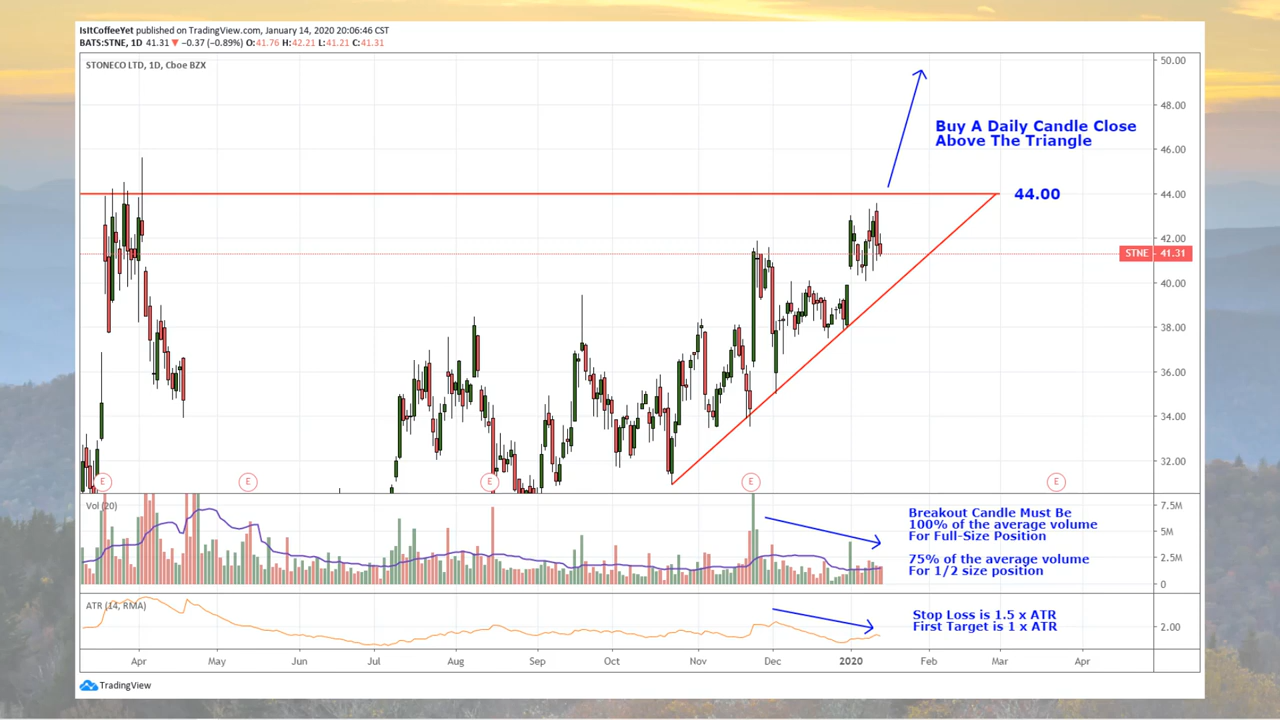 IsItCoffeeYet published on TradingView.com, January 14, 2020 20:06:46 CST
BATS:STNE, 1D 41.31 ▼ −0.37 (−0.89%) O:41.76 H:42.21 L:41.21 C:41.31
STONECO LTD, 1D, Cboe BZX
50.00
48.00
Buy A Daily Candle Close
Above The Triangle
46.00
44.00
44.00
42.00
STNE 41.31
40.00
38.00
36.00
34.00
32.00
E E E E E
Vol (20)
7.5M
Breakout Candle Must Be
100% of the average volume
For Full-Size Position
5M
75% of the average volume
For 1/2 size position
2.5M
0
ATR (14, RMA)
Stop Loss is 1.5 x ATR
First Target is 1 x ATR
2.00
Apr May Jun Jul Aug Sep Oct Nov Dec 2020 Feb Mar Apr
TradingView